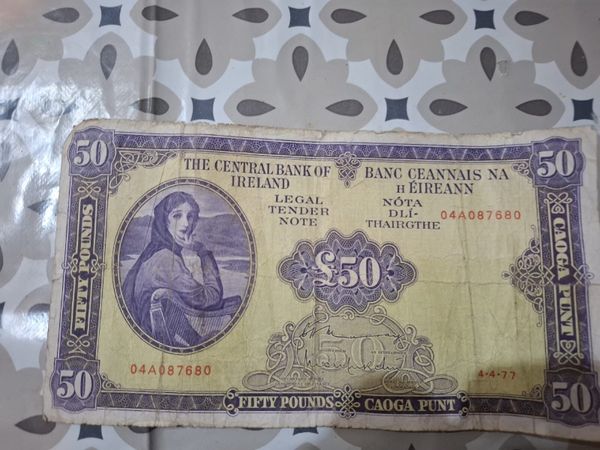 50
50
THE CENTRAL BANK OF
IRELAND
BANC CEANNAIS NA
H ÉIREANN
LEGAL
TENDER
NOTE
NÓTA
DLÍ-
THAIRGTHE
04A087680
FIFTY POUNDS
£50
CAOGA PUNT
50
04A087680
4-4-77
50
FIFTY POUNDS
CAOGA PUNT
50